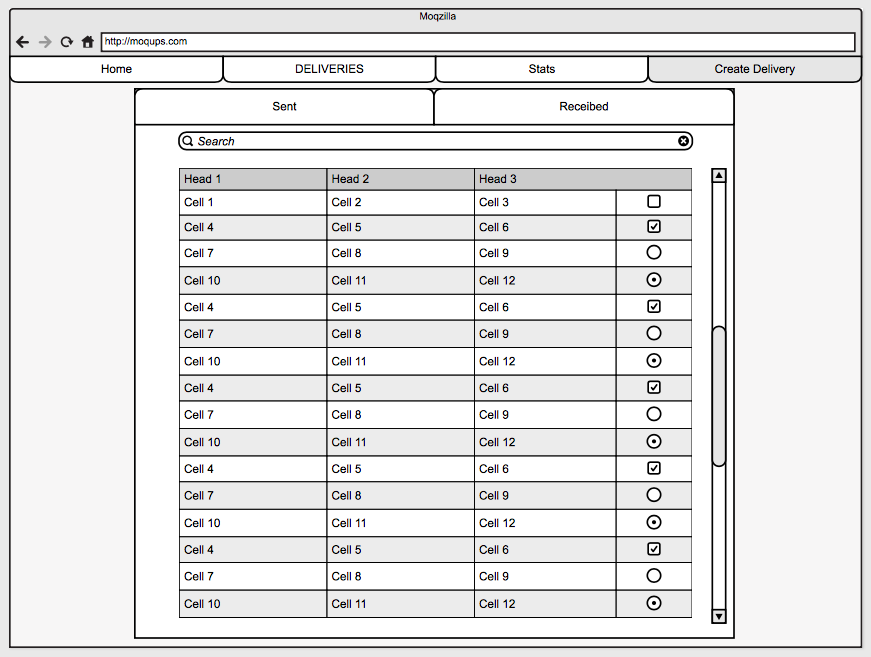 Moqzilla
http://moqups.com
Home DELIVERIES Stats Create Delivery
Sent Receibed
Search
Head 1 Head 2 Head 3
Cell 1 Cell 2 Cell 3
Cell 4 Cell 5 Cell 6
Cell 7 Cell 8 Cell 9
Cell 10 Cell 11 Cell 12
Cell 4 Cell 5 Cell 6
Cell 7 Cell 8 Cell 9
Cell 10 Cell 11 Cell 12
Cell 4 Cell 5 Cell 6
Cell 7 Cell 8 Cell 9
Cell 10 Cell 11 Cell 12
Cell 4 Cell 5 Cell 6
Cell 7 Cell 8 Cell 9
Cell 10 Cell 11 Cell 12
Cell 4 Cell 5 Cell 6
Cell 7 Cell 8 Cell 9
Cell 10 Cell 11 Cell 12